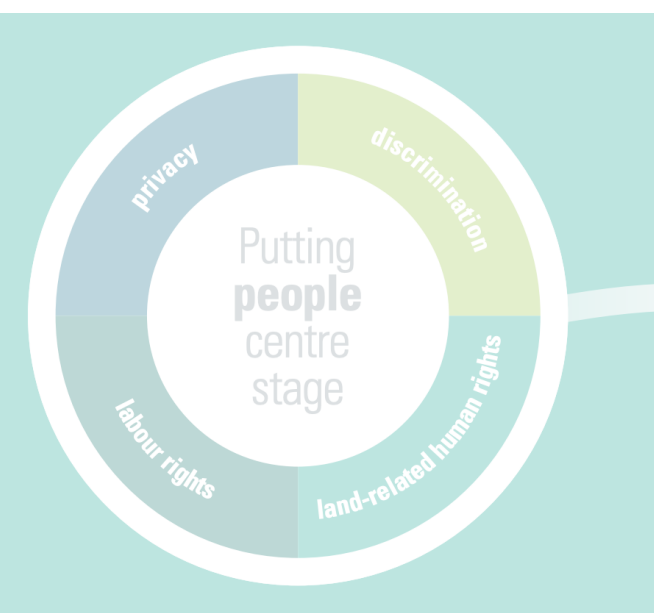 privacy
discrimination
Putting
people
centre
stage
labour rights
land-related human rights